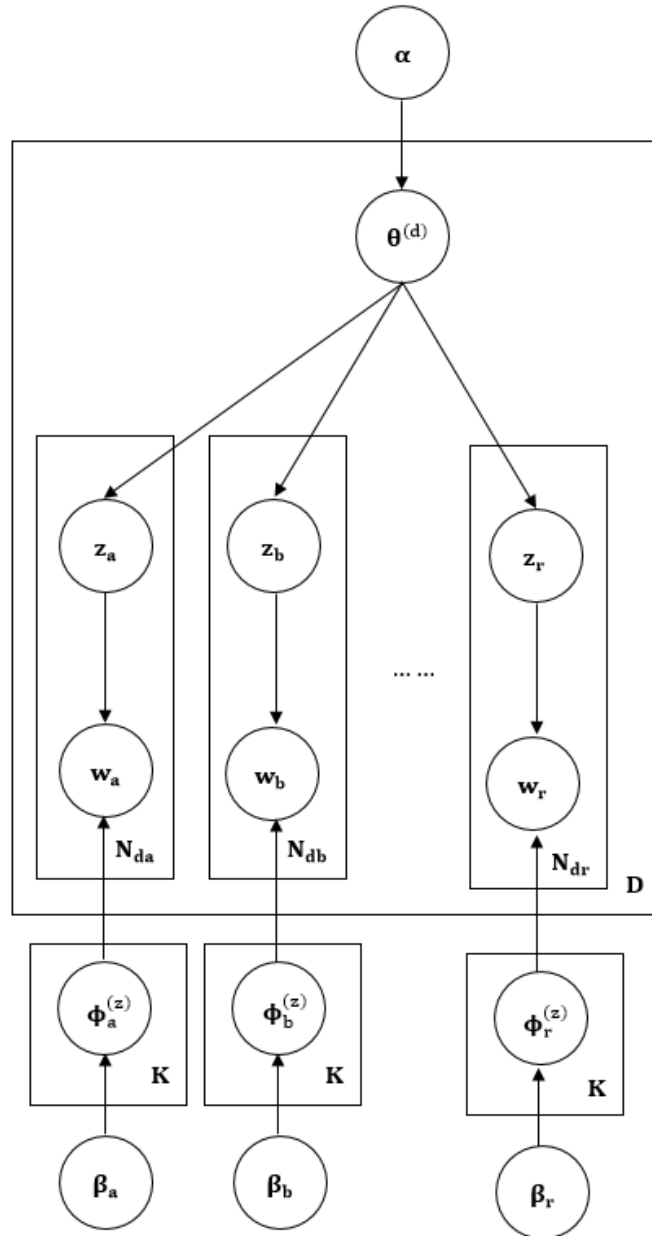 α
θ^(d)
z_a z_b z_r
... ...
w_a w_b w_r
N_da N_db N_dr
D
ϕ_a^(z) ϕ_b^(z) ϕ_r^(z)
K K K
β_a β_b β_r